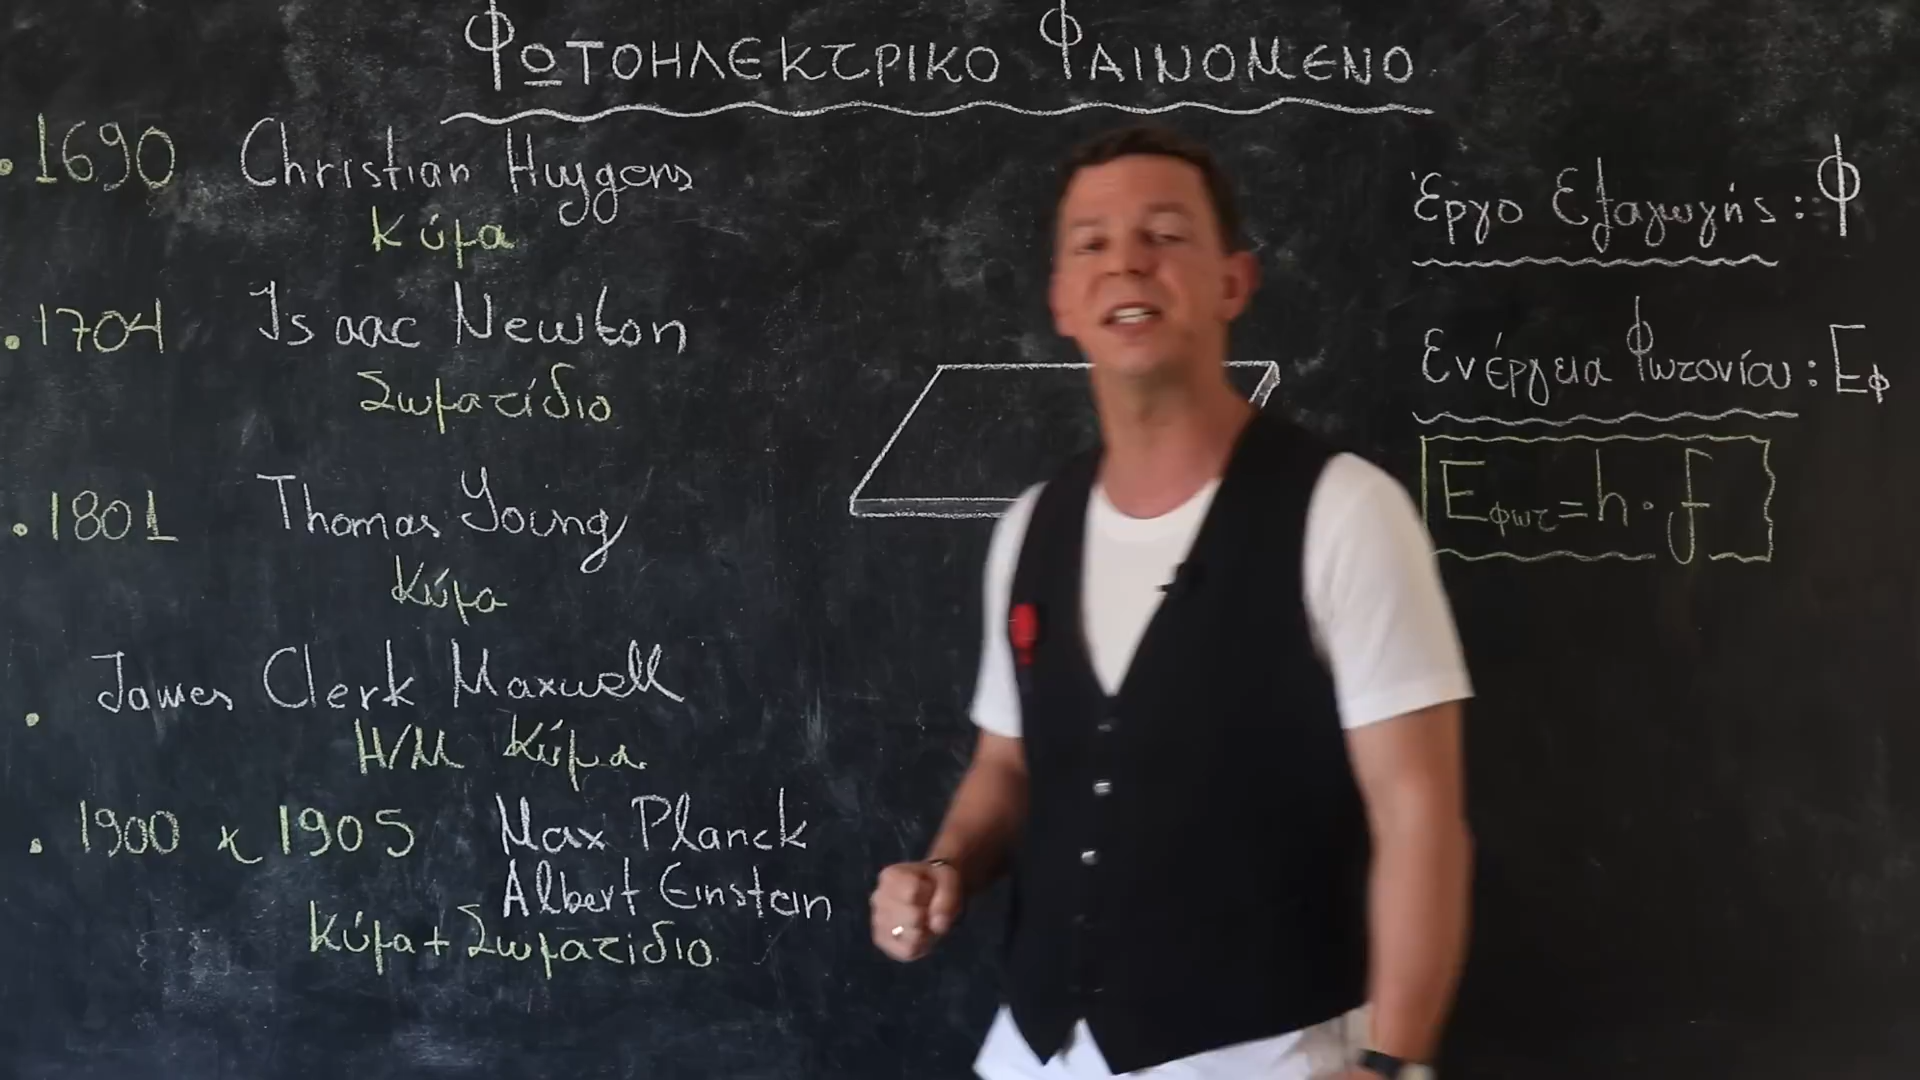 ΦΩΤΟΗΛΕΚΤΡΙΚΟ ΦΑΙΝΟΜΕΝΟ
• 1690 Christian Huygens
Κύμα
• 1704 Isaac Newton
Σωματίδιο
• 1801 Thomas Young
Κύμα
• James Clerk Maxwell
Η/Μ Κύμα
• 1900 κ 1905 Max Planck
Albert Einstein
Κύμα + Σωματίδιο
Έργο Εξαγωγής: Φ
Ενέργεια Φωτονίου: EΦ
Eφωτ = h · f